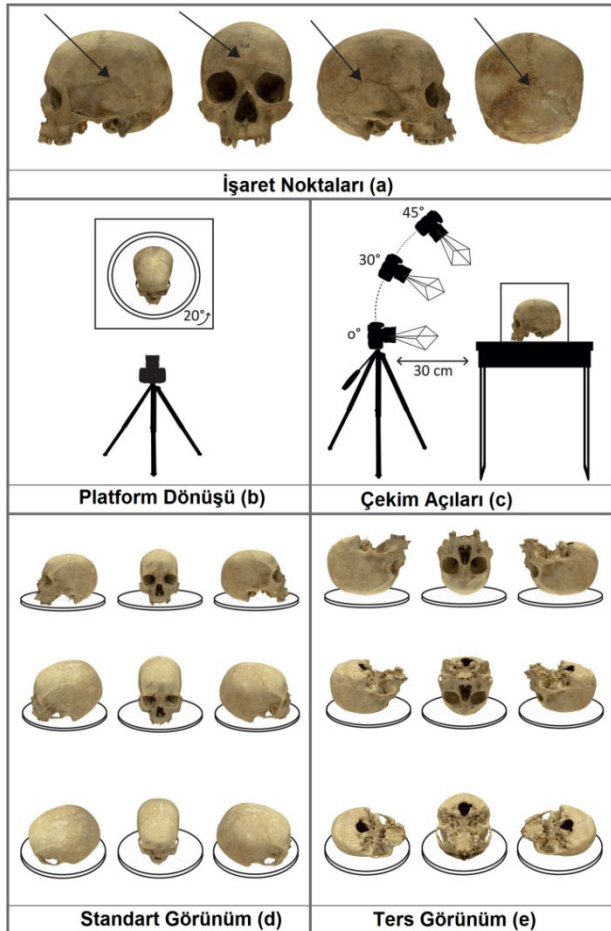 İşaret Noktaları (a)
20°
Platform Dönüşü (b)
45°
30°
0°
30 cm
Çekim Açıları (c)
Standart Görünüm (d)
Ters Görünüm (e)